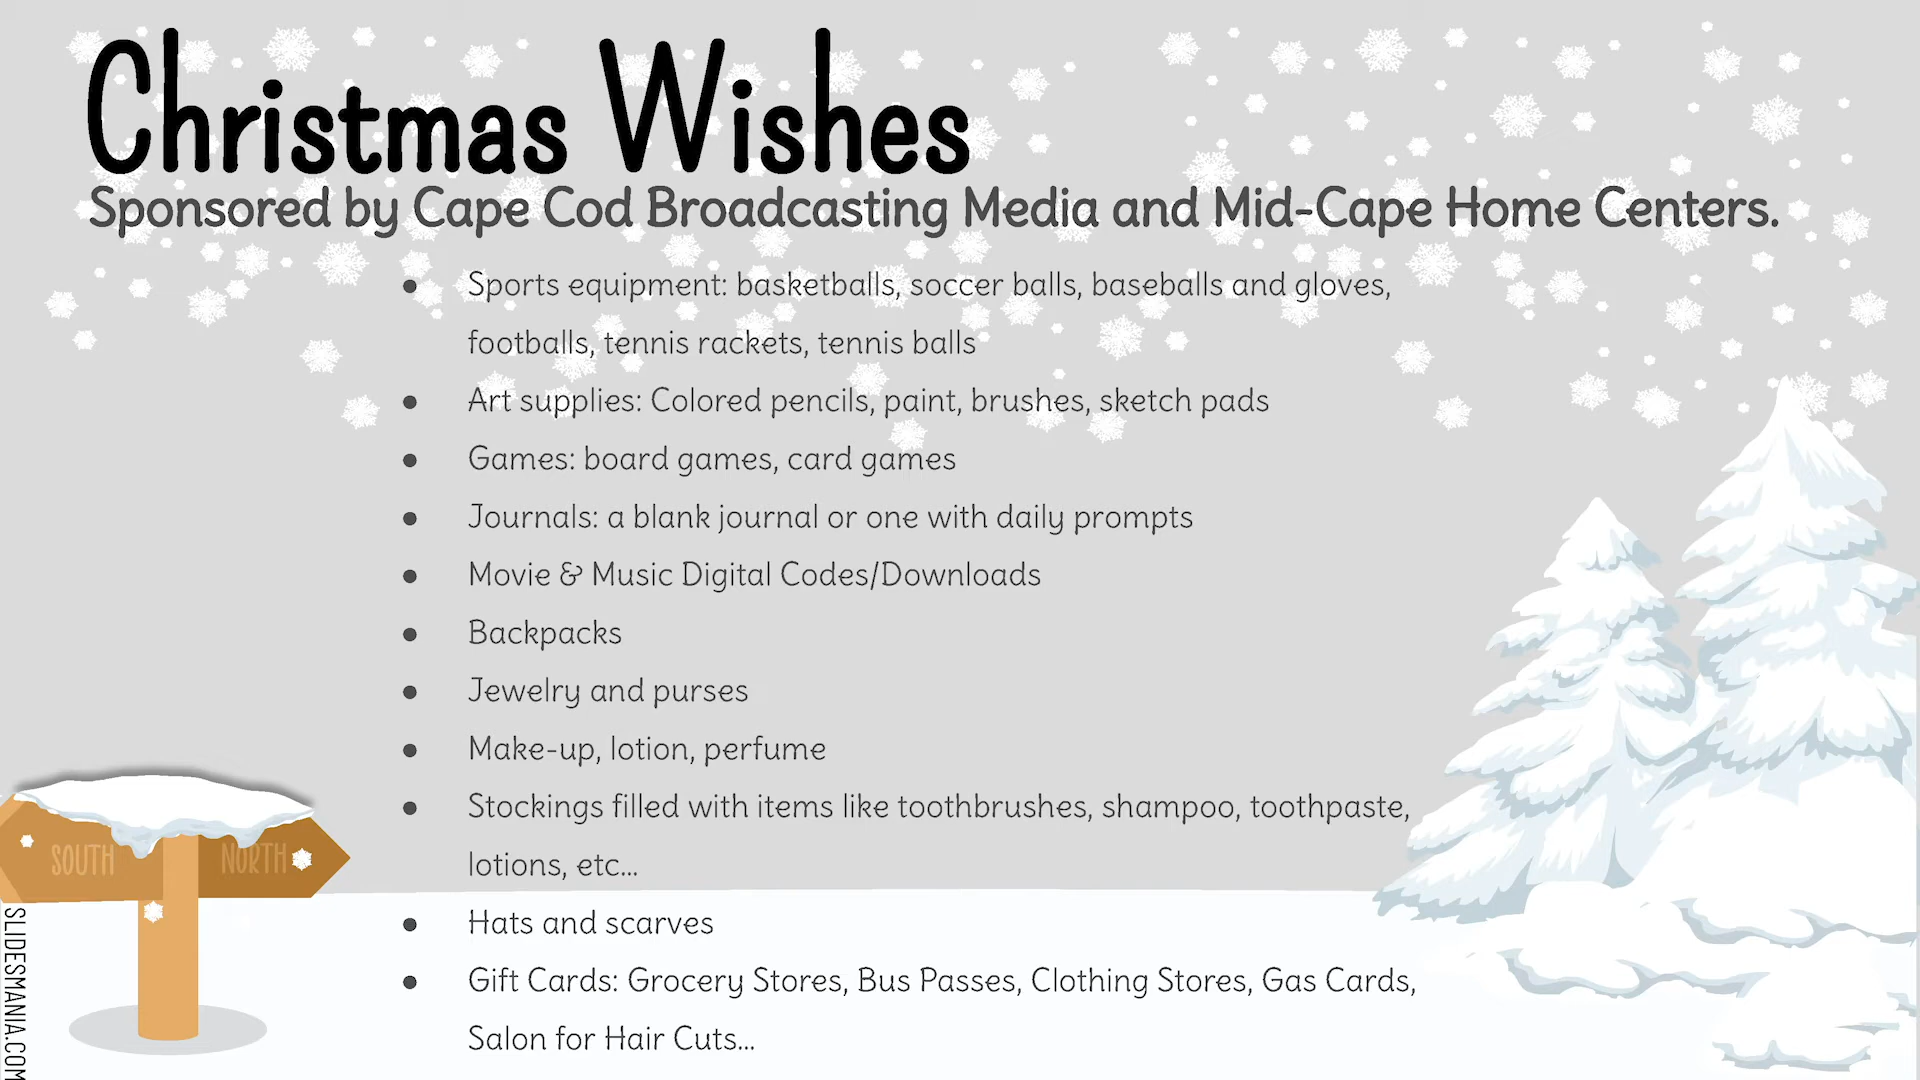 Christmas Wishes
Sponsored by Cape Cod Broadcasting Media and Mid-Cape Home Centers.
● Sports equipment: basketballs, soccer balls, baseballs and gloves,
footballs, tennis rackets, tennis balls
● Art supplies: Colored pencils, paint, brushes, sketch pads
● Games: board games, card games
● Journals: a blank journal or one with daily prompts
● Movie & Music Digital Codes/Downloads
● Backpacks
● Jewelry and purses
● Make-up, lotion, perfume
● Stockings filled with items like toothbrushes, shampoo, toothpaste,
lotions, etc...
● Hats and scarves
● Gift Cards: Grocery Stores, Bus Passes, Clothing Stores, Gas Cards,
Salon for Hair Cuts...
SOUTH
NORTH
SLIDESMANIA.COM